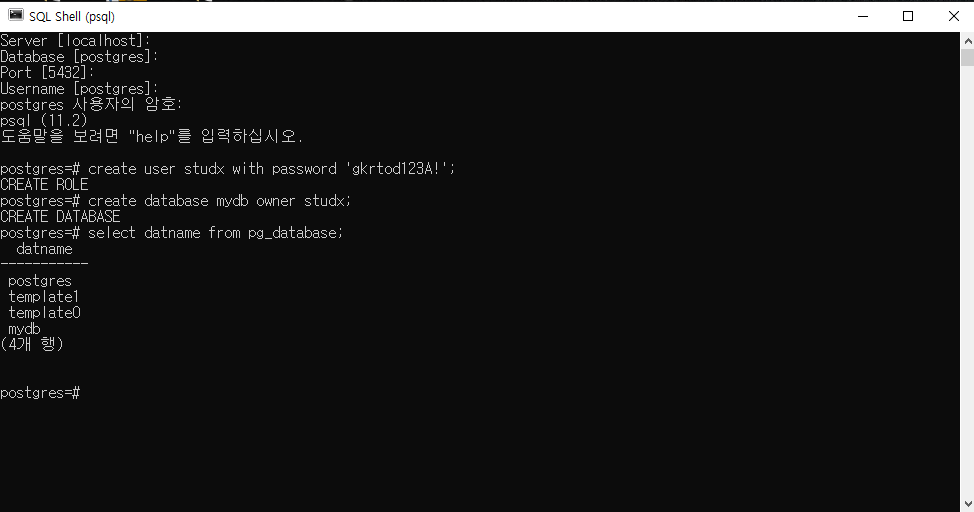 SQL Shell (psql)
Server [localhost]:
Database [postgres]:
Port [5432]:
Username [postgres]:
postgres 사용자의 암호:
psql (11.2)
도움말을 보려면 "help"를 입력하십시오.
postgres=# create user studx with password 'gkrtod123A!';
CREATE ROLE
postgres=# create database mydb owner studx;
CREATE DATABASE
postgres=# select datname from pg_database;
datname
-----------
postgres
template1
template0
mydb
(4개 행)
postgres=#